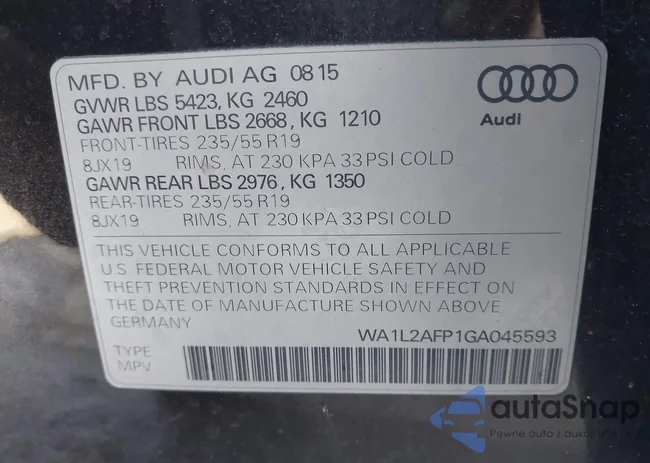 MFD. BY AUDI AG 08 15
GVWR LBS 5423, KG 2460
GAWR FRONT LBS 2668, KG 1210
FRONT-TIRES 235/55 R19
8JX19 RIMS, AT 230 KPA 33 PSI COLD
GAWR REAR LBS 2976, KG 1350
REAR-TIRES 235/55 R19
8JX19 RIMS, AT 230 KPA 33 PSI COLD
THIS VEHICLE CONFORMS TO ALL APPLICABLE
U.S. FEDERAL MOTOR VEHICLE SAFETY AND
THEFT PREVENTION STANDARDS IN EFFECT ON
THE DATE OF MANUFACTURE SHOWN ABOVE
GERMANY
WA1L2AFP1GA045593
TYPE
MPV
Audi
autaSnap
Pewne auta z aukcji